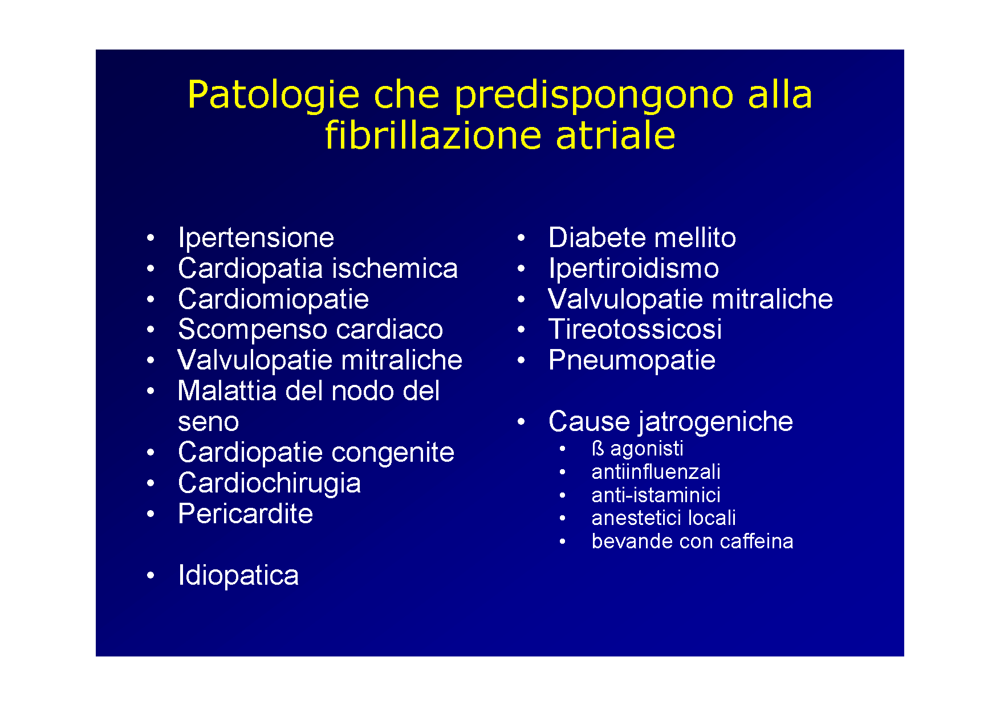 Patologie che predispongono alla
fibrillazione atriale
• Ipertensione
• Cardiopatia ischemica
• Cardiomiopatie
• Scompenso cardiaco
• Valvulopatie mitraliche
• Malattia del nodo del
seno
• Cardiopatie congenite
• Cardiochirugia
• Pericardite
• Idiopatica
• Diabete mellito
• Ipertiroidismo
• Valvulopatie mitraliche
• Tireotossicosi
• Pneumopatie
• Cause jatrogeniche
• ß agonisti
• antiinfluenzali
• anti-istaminici
• anestetici locali
• bevande con caffeina